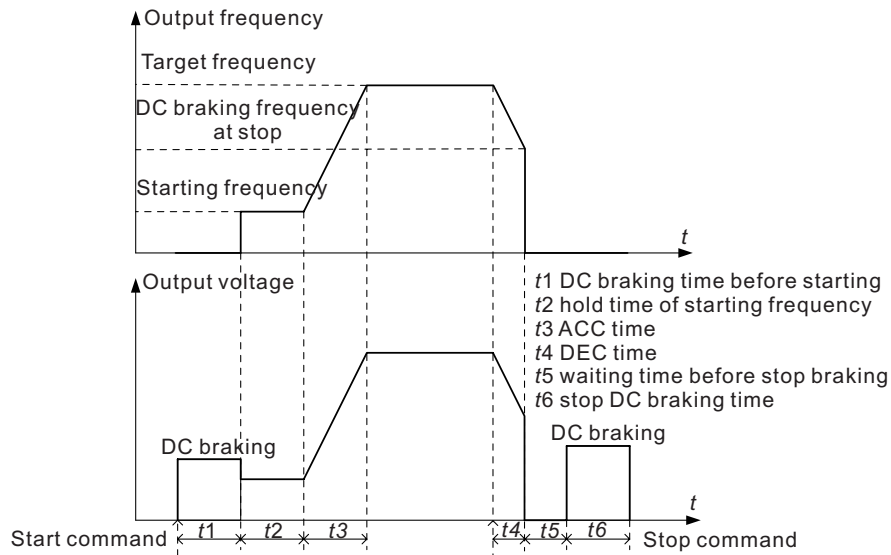 Output frequency
Target frequency
DC braking frequency
at stop
Starting frequency
t
Output voltage
t1 DC braking time before starting
t2 hold time of starting frequency
t3 ACC time
t4 DEC time
t5 waiting time before stop braking
t6 stop DC braking time
DC braking
DC braking
t
Start command
t1
t2
t3
t4
t5
t6
Stop command